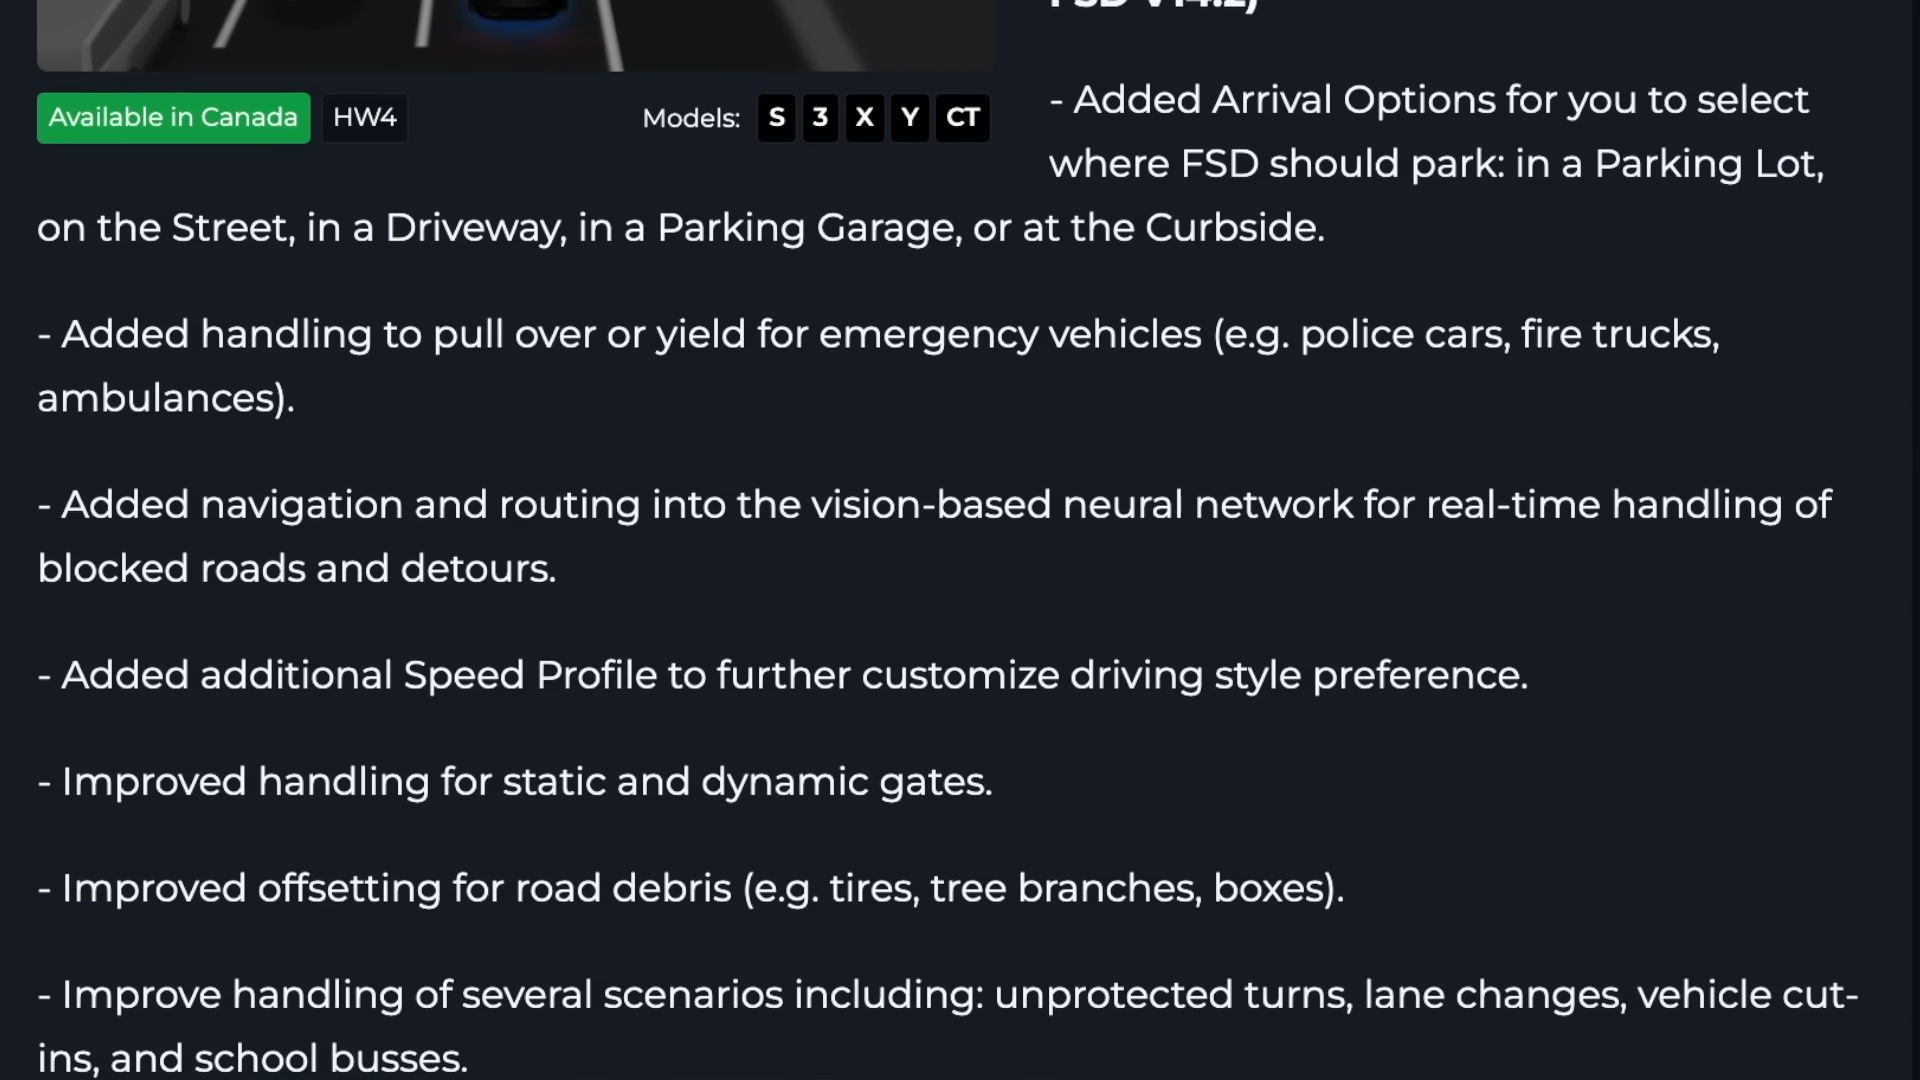 FSD V14.2)
Available in Canada HW4 Models: S 3 X Y CT
- Added Arrival Options for you to select
where FSD should park: in a Parking Lot,
on the Street, in a Driveway, in a Parking Garage, or at the Curbside.
- Added handling to pull over or yield for emergency vehicles (e.g. police cars, fire trucks,
ambulances).
- Added navigation and routing into the vision-based neural network for real-time handling of
blocked roads and detours.
- Added additional Speed Profile to further customize driving style preference.
- Improved handling for static and dynamic gates.
- Improved offsetting for road debris (e.g. tires, tree branches, boxes).
- Improve handling of several scenarios including: unprotected turns, lane changes, vehicle cut-
ins, and school busses.